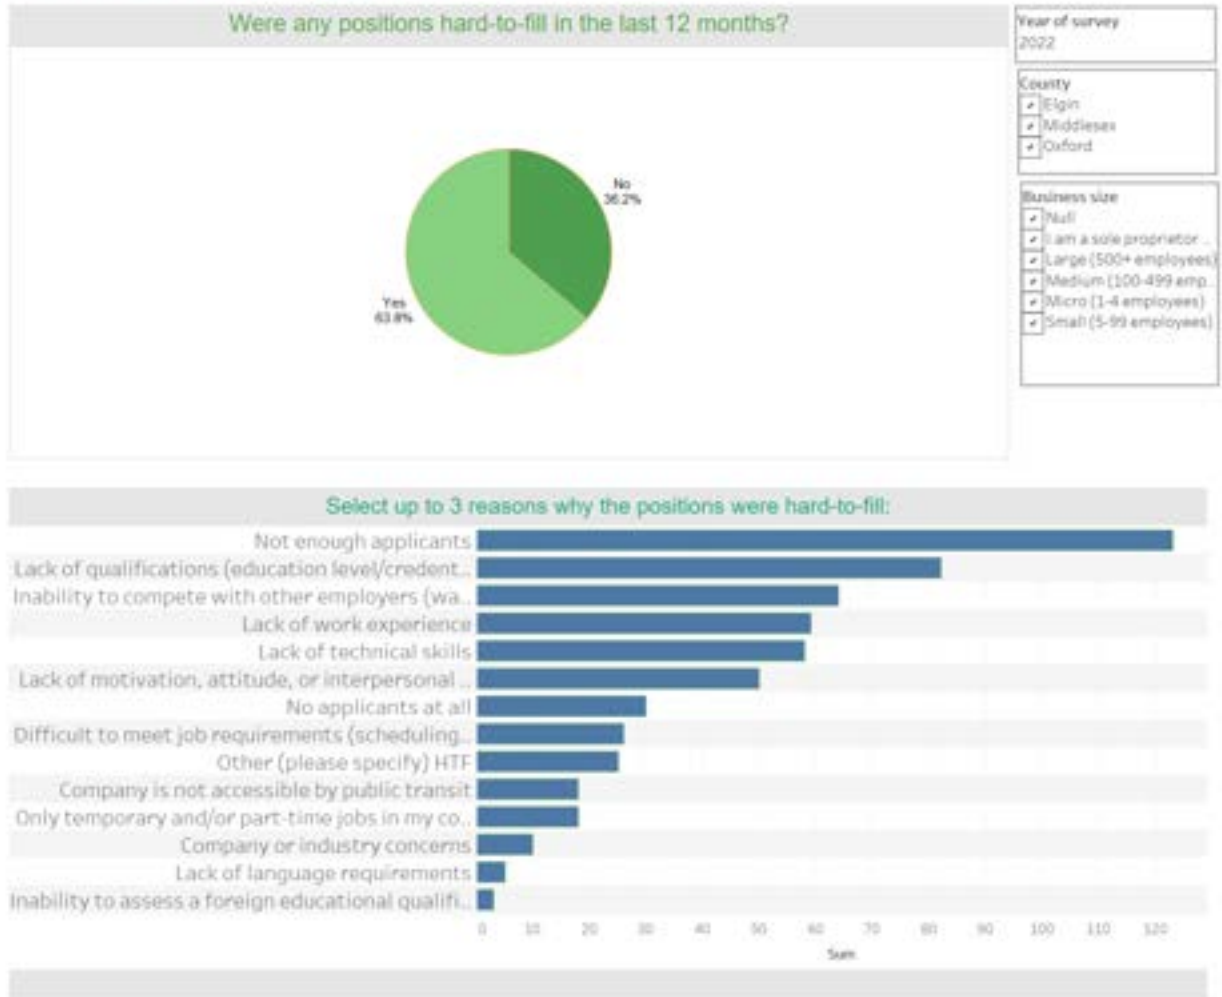 Were any positions hard-to-fill in the last 12 months?
Year of survey
2022
County
Elgin
Middlesex
Oxford
Business size
Null
I am a sole proprietor ..
Large (500+ employees)
Medium (100-499 emp..
Micro (1-4 employees)
Small (5-99 employees)
No
36.2%
Yes
63.8%
Select up to 3 reasons why the positions were hard-to-fill:
Not enough applicants
Lack of qualifications (education level/credent..
Inability to compete with other employers (wa..
Lack of work experience
Lack of technical skills
Lack of motivation, attitude, or interpersonal ..
No applicants at all
Difficult to meet job requirements (scheduling..
Other (please specify) HTF
Company is not accessible by public transit
Only temporary and/or part-time jobs in my co..
Company or industry concerns
Lack of language requirements
Inability to assess a foreign educational qualifi..
0 10 20 30 40 50 60 70 80 90 100 110 120
Sum